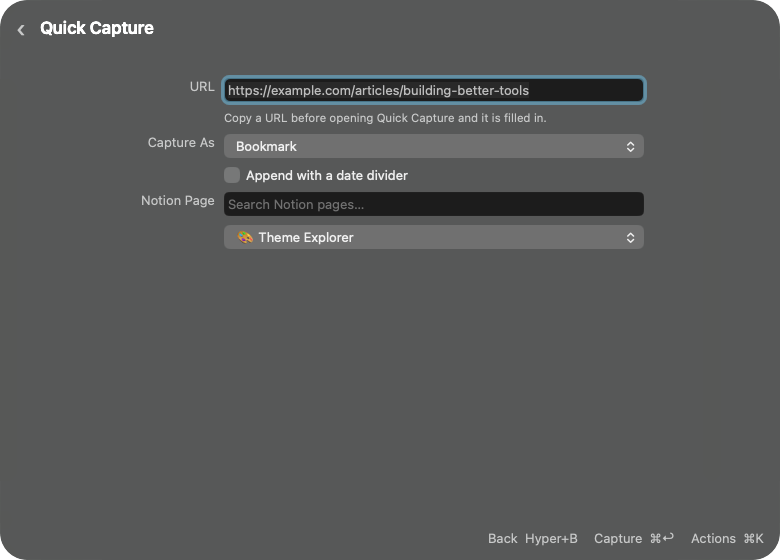 ‹ Quick Capture
URL https://example.com/articles/building-better-tools
Copy a URL before opening Quick Capture and it is filled in.
Capture As Bookmark
Append with a date divider
Notion Page Search Notion pages...
🎨 Theme Explorer
Back Hyper+B Capture ⌘↩ Actions ⌘K